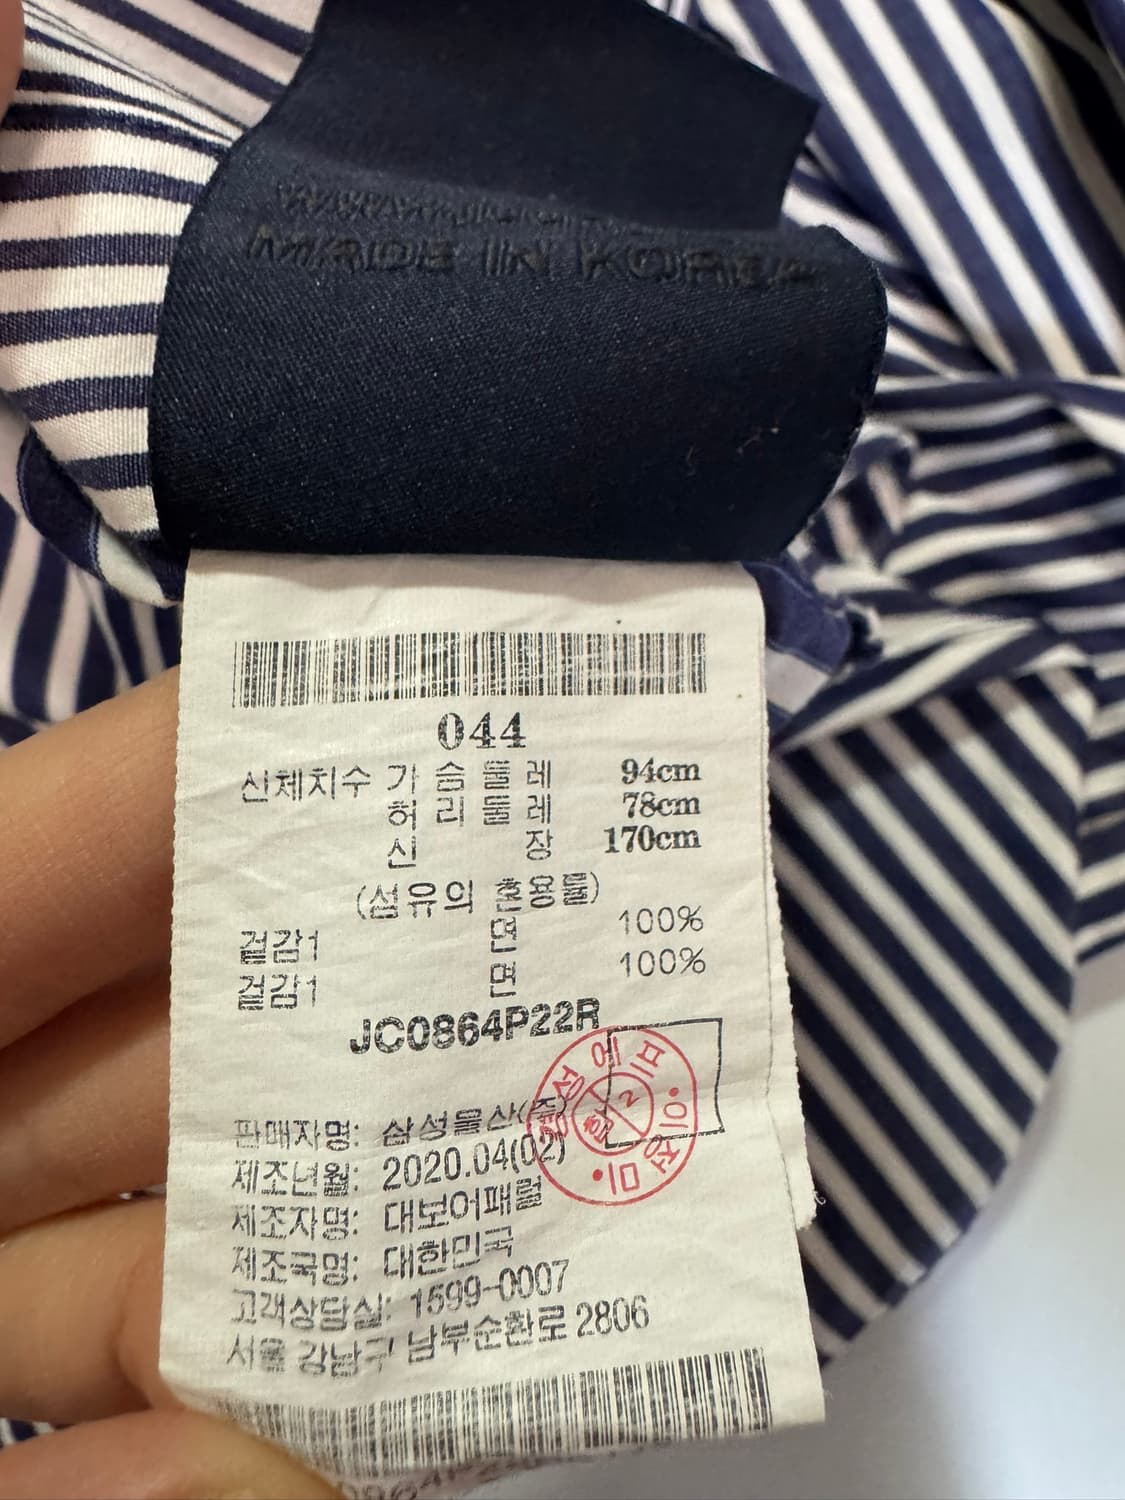 MADE IN KOREA
044
신체치수 가슴둘레 94cm
허리둘레 78cm
신장 170cm
(섬유의 혼용률)
겉감1 면 100%
겉감1 면 100%
JC0864P22R
판매자명: 삼성물산(주)
제조년월: 2020.04(02)
제조자명: 대보어패럴
제조국명: 대한민국
고객상담실: 1599-0007
서울 강남구 남부순환로 2806